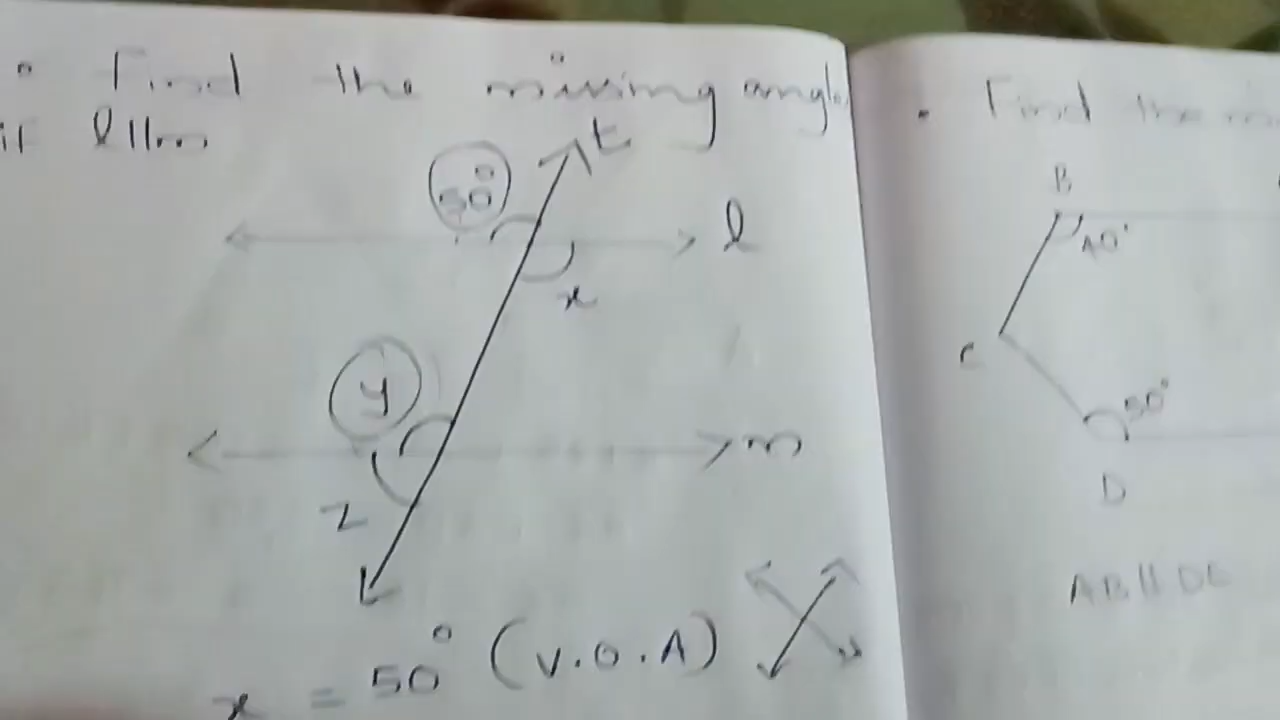 • Find the missing angle
if l||m
t
50°
l
x
y
m
z
x = 50° (V.O.A)
• Find the m
B
40°
C
50°
D
AB || DE